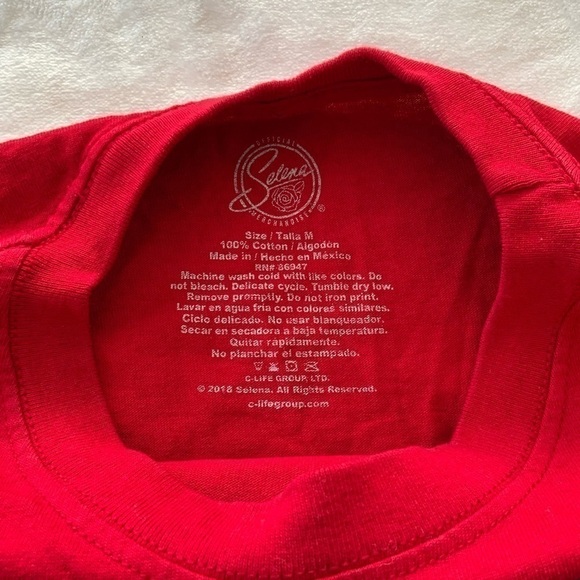 OFFICIAL
Selena
MERCHANDISE
®
Size / Talla M
100% Cotton / Algodón
Made in / Hecho en México
RN# 86947
Machine wash cold with like colors. Do
not bleach. Delicate cycle. Tumble dry low.
Remove promptly. Do not iron print.
Lavar en agua fria con colores similares.
Ciclo delicado. No usar blanqueador.
Secar en secadora a baja temperatura.
Quitar rápidamente.
No planchar el estampado.
C-LIFE GROUP, LTD.
© 2018 Selena. All Rights Reserved.
c-lifegroup.com